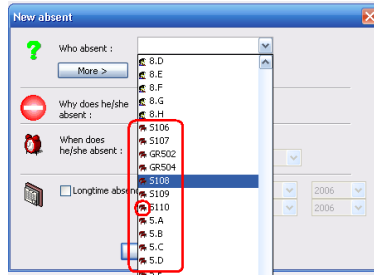 New absent
Who absent :
More >
8.D
8.E
8.F
8.G
8.H
Why does he/she
absent :
S106
S107
When does
he/she absent :
GR502
GR504
S108
Longtime absen
S109
2006
S110
2006
5.A
5.B
5.C
5.D